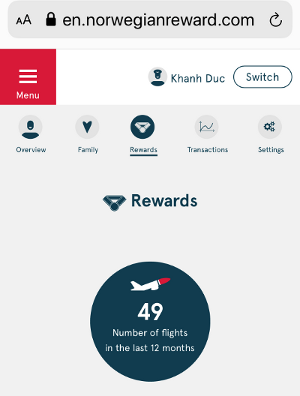 AA en.norwegianreward.com
Menu
Khanh Duc Switch
Overview Family Rewards Transactions Settings
Rewards
49
Number of flights
in the last 12 months